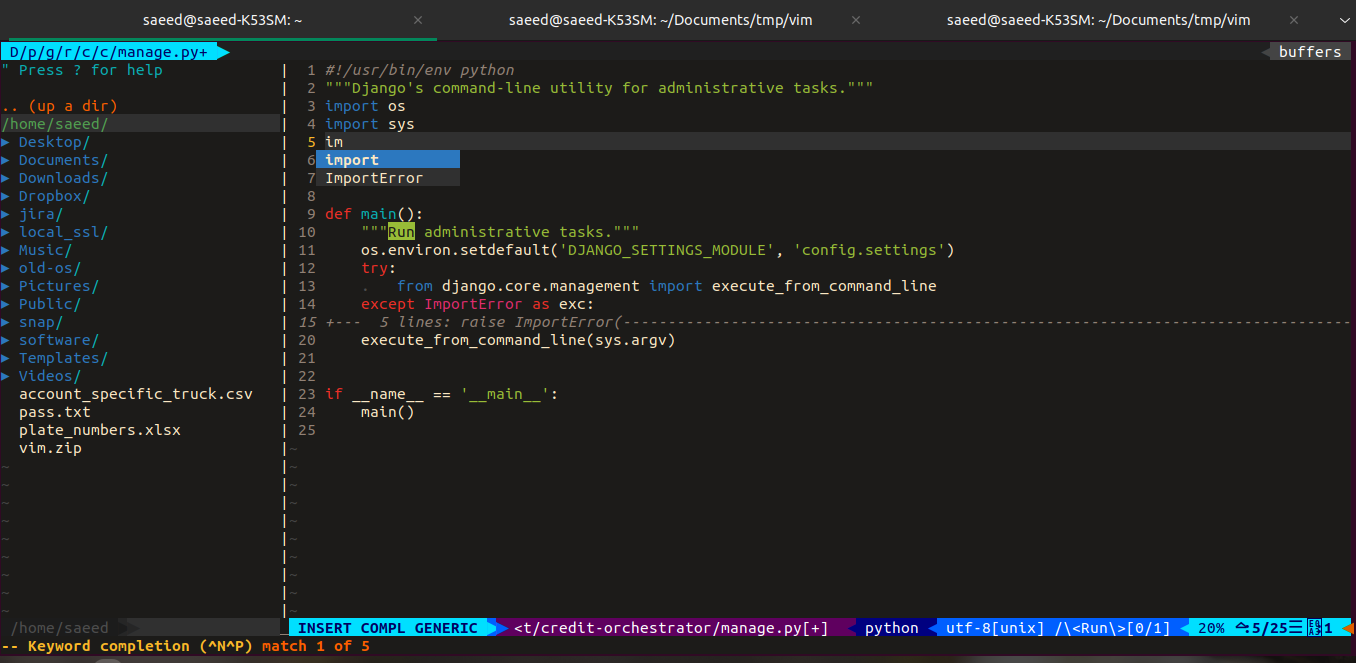 saeed@saeed-K53SM: ~ × saeed@saeed-K53SM: ~/Documents/tmp/vim × saeed@saeed-K53SM: ~/Documents/tmp/vim ×
D/p/g/r/c/c/manage.py+ buffers
" Press ? for help
.. (up a dir)
/home/saeed/
▸ Desktop/
▸ Documents/
▸ Downloads/
▸ Dropbox/
▸ jira/
▸ local_ssl/
▸ Music/
▸ old-os/
▸ Pictures/
▸ Public/
▸ snap/
▸ software/
▸ Templates/
▸ Videos/
account_specific_truck.csv
pass.txt
plate_numbers.xlsx
vim.zip
/home/saeed
1 #!/usr/bin/env python
2 """Django's command-line utility for administrative tasks."""
3 import os
4 import sys
5 im
6 import
7 ImportError
8
9 def main():
10     """Run administrative tasks."""
11     os.environ.setdefault('DJANGO_SETTINGS_MODULE', 'config.settings')
12     try:
13     .   from django.core.management import execute_from_command_line
14     except ImportError as exc:
15 +---  5 lines: raise ImportError(---------------------------------------------------------------------------------
20     execute_from_command_line(sys.argv)
21
22
23 if __name__ == '__main__':
24     main()
25
INSERT COMPL GENERIC <t/credit-orchestrator/manage.py[+] python utf-8[unix] /\<Run\>[0/1] 20% :5/25☰ 1
-- Keyword completion (^N^P) match 1 of 5